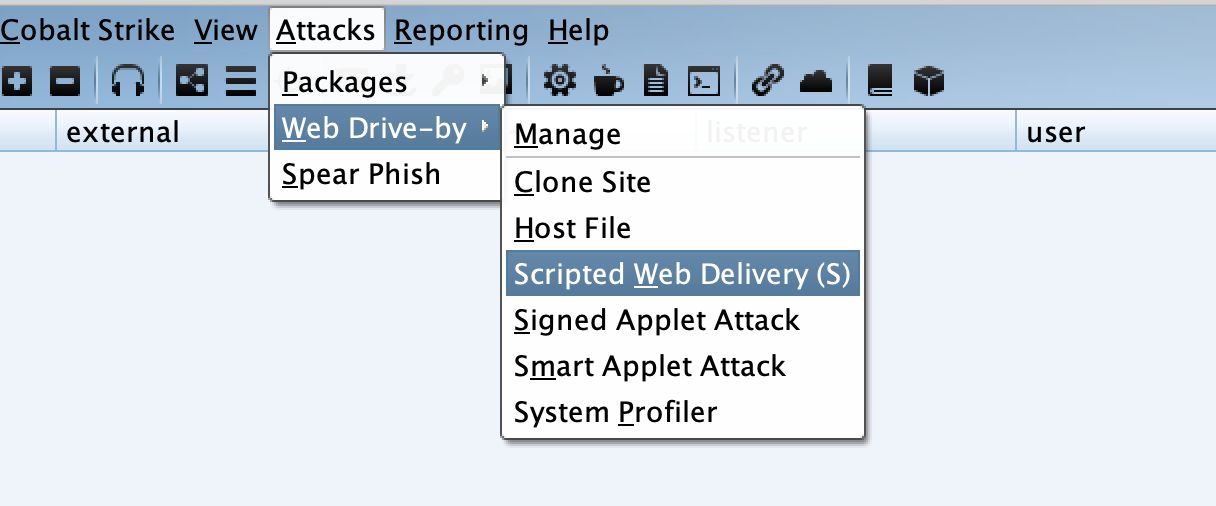 Cobalt Strike View Attacks Reporting Help
Packages
external listener user
Web Drive-by
Manage
Spear Phish
Clone Site
Host File
Scripted Web Delivery (S)
Signed Applet Attack
Smart Applet Attack
System Profiler